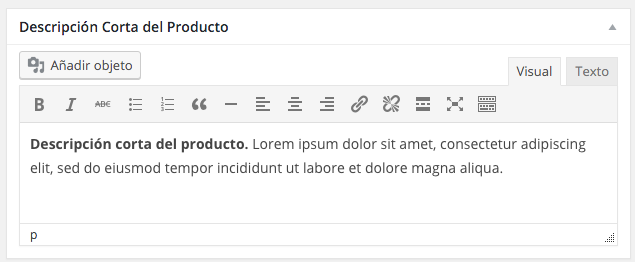 Descripción Corta del Producto
Añadir objeto
Visual Texto
B I ABC
Descripción corta del producto. Lorem ipsum dolor sit amet, consectetur adipiscing
elit, sed do eiusmod tempor incididunt ut labore et dolore magna aliqua.
p